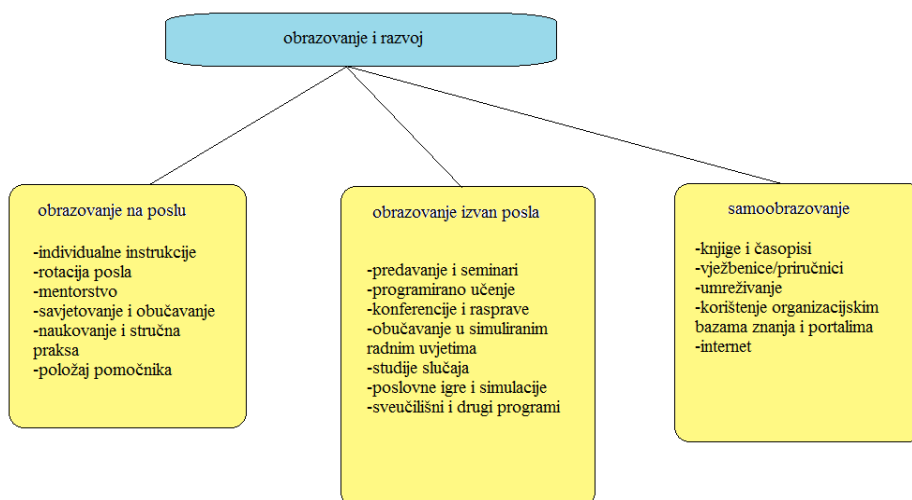 obrazovanje i razvoj
obrazovanje na poslu
-individualne instrukcije
-rotacija posla
-mentorstvo
-savjetovanje i obučavanje
-naukovanje i stručna
praksa
-položaj pomočnika
obrazovanje izvan posla
-predavanje i seminari
-programirano učenje
-konferencije i rasprave
-obučavanje u simuliranim
radnim uvjetima
-studije slučaja
-poslovne igre i simulacije
-sveučilišni i drugi programi
samoobrazovanje
-knjige i časopisi
-vježbenice/priručnici
-umreživanje
-korištenje organizacijskim
bazama znanja i portalima
-internet